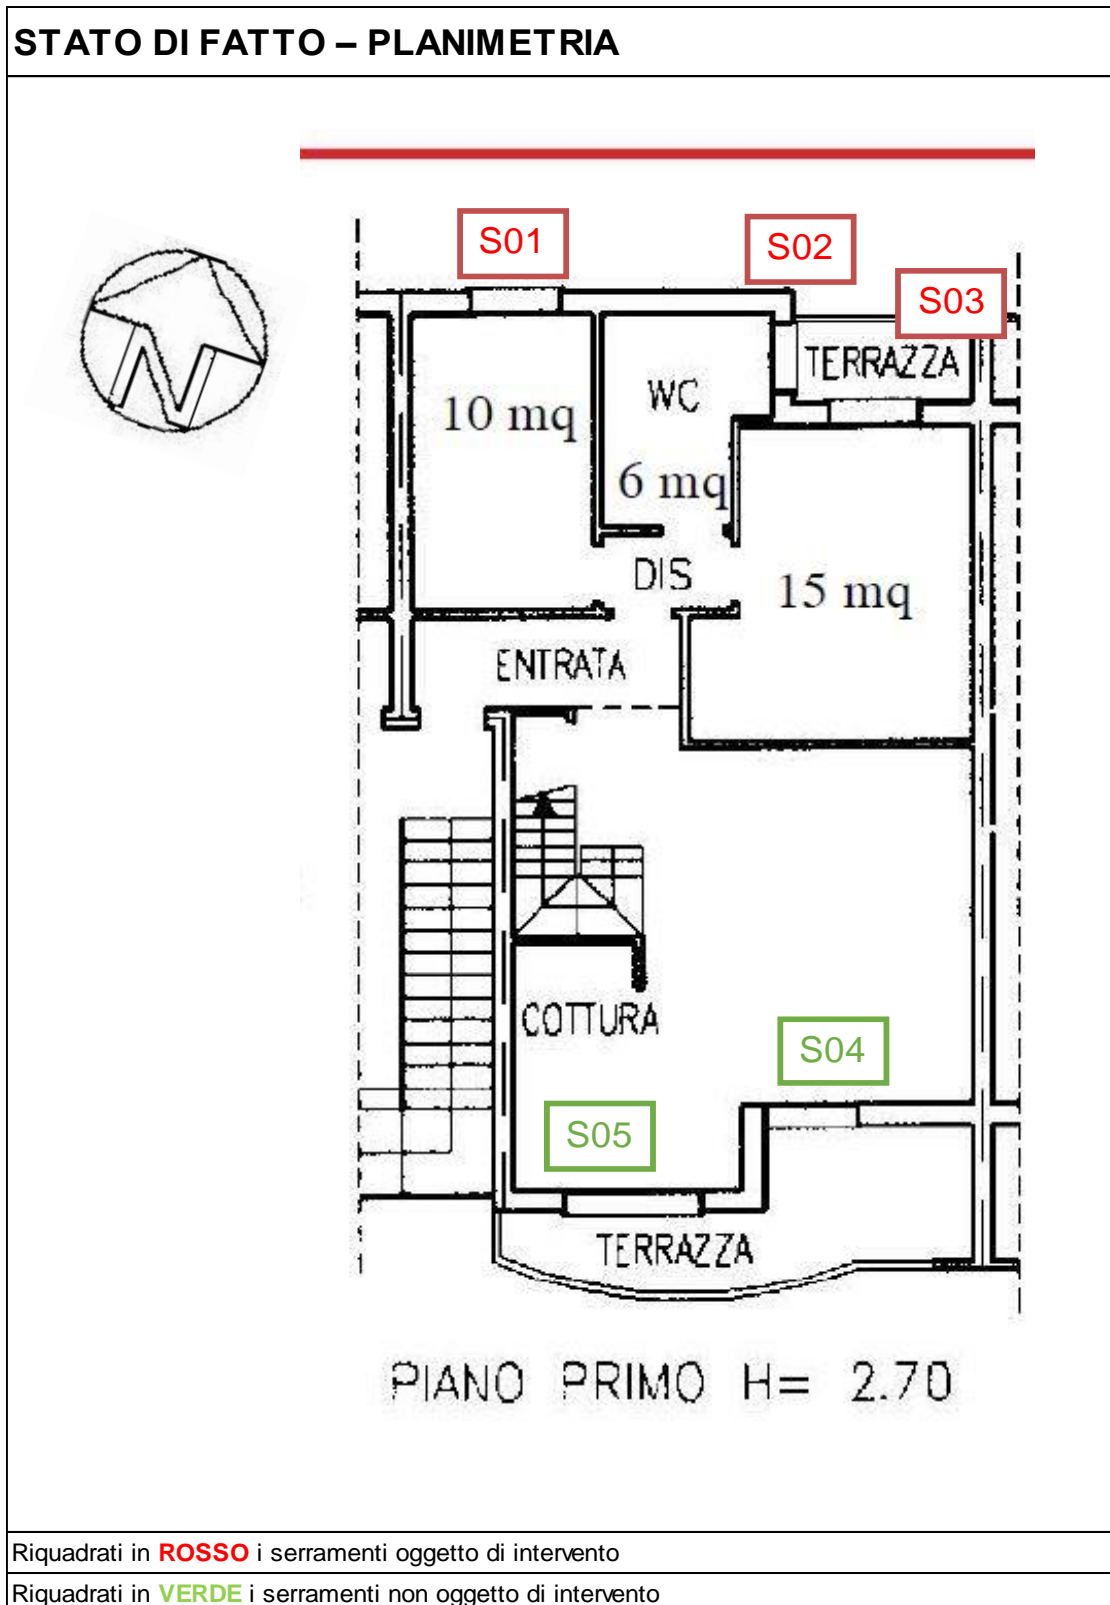 STATO DI FATTO – PLANIMETRIA
S01
S02
S03
N
TERRAZZA
WC
10 mq
6 mq
DIS
15 mq
ENTRATA
COTTURA
S04
S05
TERRAZZA
PIANO PRIMO H= 2.70
Riquadrati in ROSSO i serramenti oggetto di intervento
Riquadrati in VERDE i serramenti non oggetto di intervento